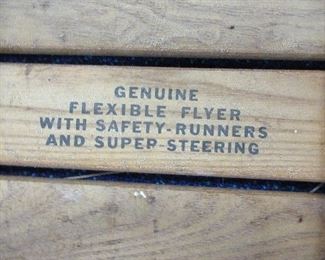 GENUINE
FLEXIBLE FLYER
WITH SAFETY-RUNNERS
AND SUPER-STEERING